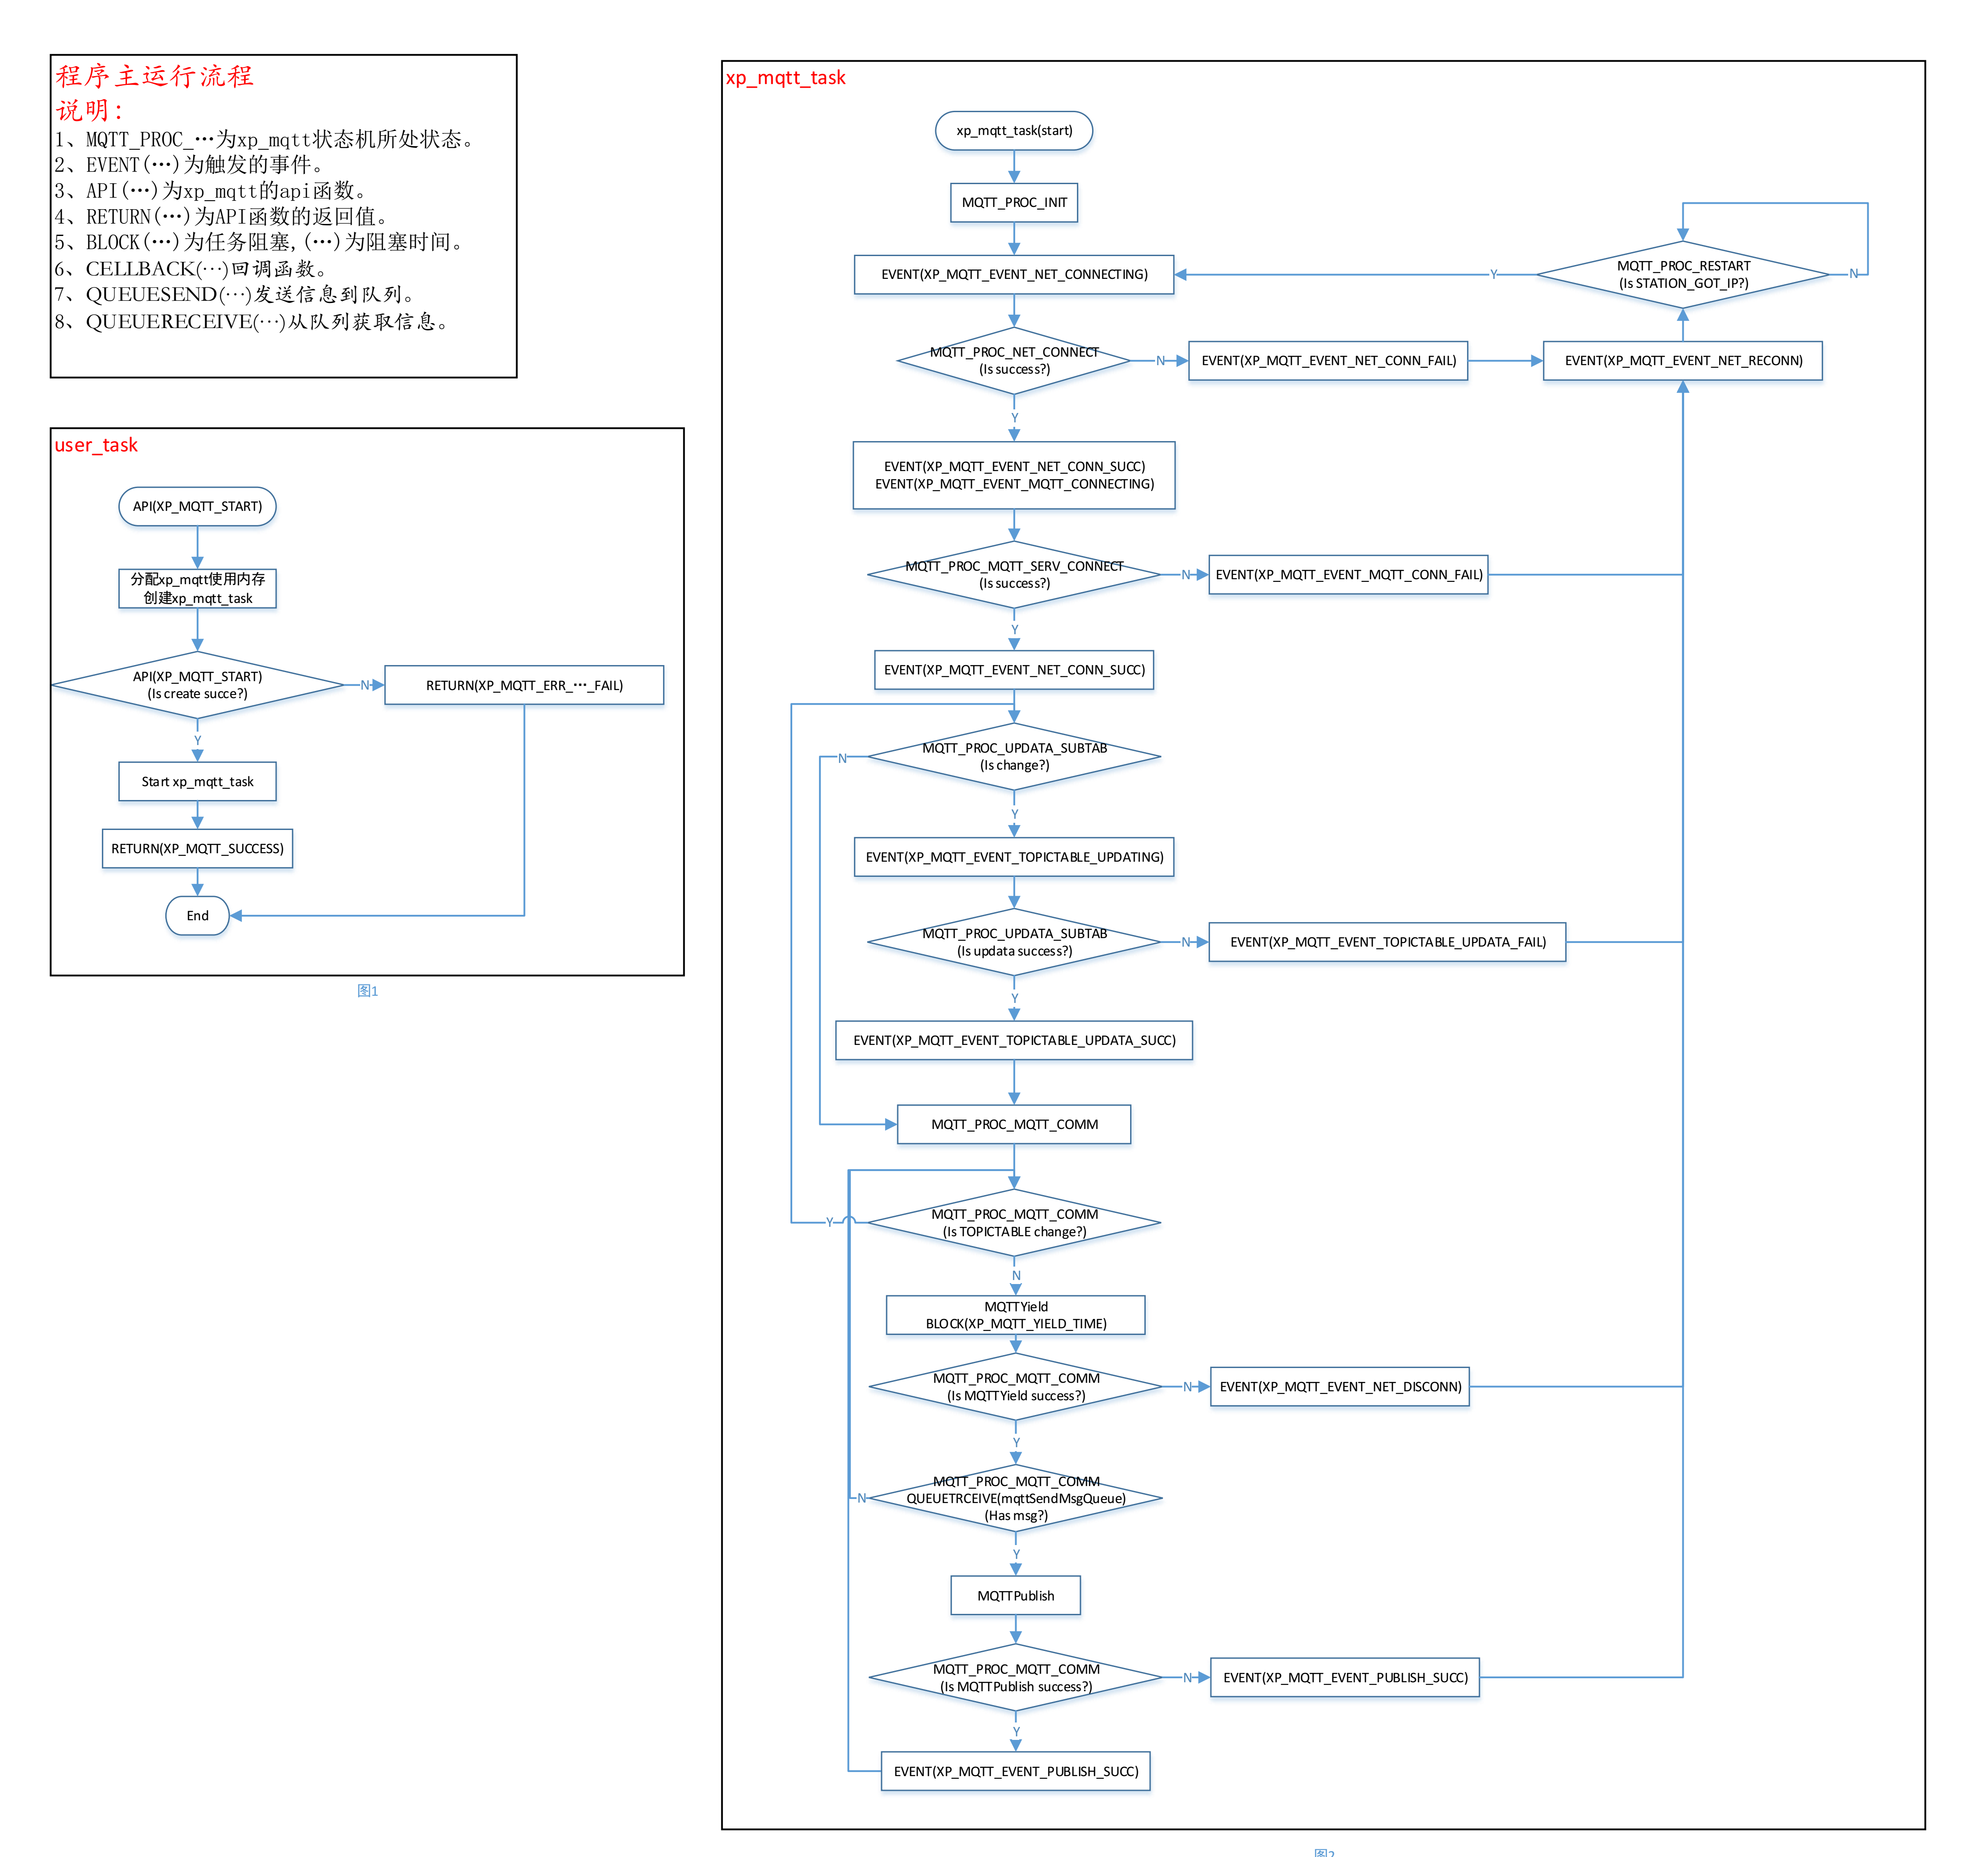 程序主运行流程
说明：
1、MQTT_PROC_…为xp_mqtt状态机所处状态。
2、EVENT(…)为触发的事件。
3、API(…)为xp_mqtt的api函数。
4、RETURN(…)为API函数的返回值。
5、BLOCK(…)为任务阻塞,(…)为阻塞时间。
6、CELLBACK(…)回调函数。
7、QUEUESEND(…)发送信息到队列。
8、QUEUERECEIVE(…)从队列获取信息。
user_task
API(XP_MQTT_START)
分配xp_mqtt使用内存
创建xp_mqtt_task
API(XP_MQTT_START)
(Is create succe?)
N
RETURN(XP_MQTT_ERR_…_FAIL)
Y
Start xp_mqtt_task
RETURN(XP_MQTT_SUCCESS)
End
图1
xp_mqtt_task
xp_mqtt_task(start)
MQTT_PROC_INIT
EVENT(XP_MQTT_EVENT_NET_CONNECTING)
Y
MQTT_PROC_RESTART
(Is STATION_GOT_IP?)
N
MQTT_PROC_NET_CONNECT
(Is success?)
N
EVENT(XP_MQTT_EVENT_NET_CONN_FAIL)
EVENT(XP_MQTT_EVENT_NET_RECONN)
Y
EVENT(XP_MQTT_EVENT_NET_CONN_SUCC)
EVENT(XP_MQTT_EVENT_MQTT_CONNECTING)
MQTT_PROC_MQTT_SERV_CONNECT
(Is success?)
N
EVENT(XP_MQTT_EVENT_MQTT_CONN_FAIL)
Y
EVENT(XP_MQTT_EVENT_NET_CONN_SUCC)
MQTT_PROC_UPDATA_SUBTAB
(Is change?)
N
Y
EVENT(XP_MQTT_EVENT_TOPICTABLE_UPDATING)
MQTT_PROC_UPDATA_SUBTAB
(Is updata success?)
N
EVENT(XP_MQTT_EVENT_TOPICTABLE_UPDATA_FAIL)
Y
EVENT(XP_MQTT_EVENT_TOPICTABLE_UPDATA_SUCC)
MQTT_PROC_MQTT_COMM
MQTT_PROC_MQTT_COMM
(Is TOPICTABLE change?)
Y
N
MQTTYield
BLOCK(XP_MQTT_YIELD_TIME)
MQTT_PROC_MQTT_COMM
(Is MQTTYield success?)
N
EVENT(XP_MQTT_EVENT_NET_DISCONN)
Y
MQTT_PROC_MQTT_COMM
QUEUETRCEIVE(mqttSendMsgQueue)
(Has msg?)
N
Y
MQTTPublish
MQTT_PROC_MQTT_COMM
(Is MQTTPublish success?)
N
EVENT(XP_MQTT_EVENT_PUBLISH_SUCC)
Y
EVENT(XP_MQTT_EVENT_PUBLISH_SUCC)
图2